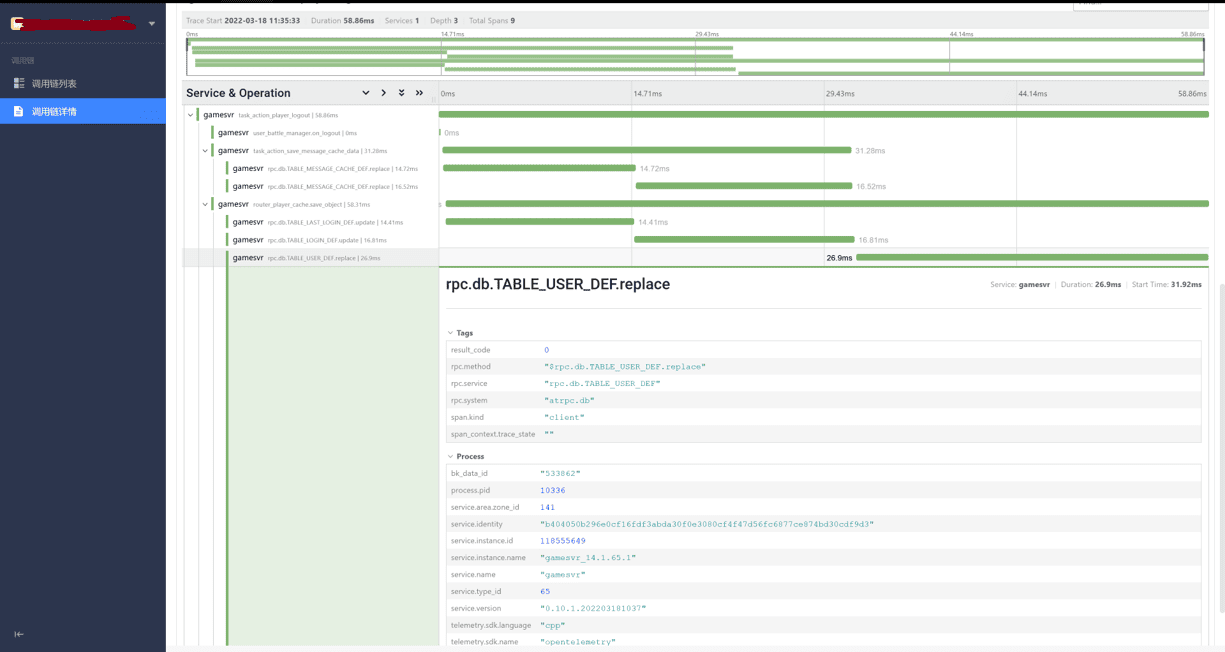 Trace Start 2022-03-18 11:35:33 Duration 58.86ms Services 1 Depth 3 Total Spans 9
0ms 14.71ms 29.43ms 44.14ms 58.86ms
调用链
调用链列表
调用链详情
Service & Operation 0ms 14.71ms 29.43ms 44.14ms 58.86ms
gamesvr task_action_player_logout | 58.86ms
gamesvr user_battle_manager.on_logout | 0ms 0ms
gamesvr task_action_save_message_cache_data | 31.28ms 31.28ms
gamesvr rpc.db.TABLE_MESSAGE_CACHE_DEF.replace | 14.72ms 14.72ms
gamesvr rpc.db.TABLE_MESSAGE_CACHE_DEF.replace | 16.52ms 16.52ms
gamesvr router_player_cache.save_object | 58.31ms
gamesvr rpc.db.TABLE_LAST_LOGIN_DEF.update | 14.41ms 14.41ms
gamesvr rpc.db.TABLE_LOGIN_DEF.update | 16.81ms 16.81ms
gamesvr rpc.db.TABLE_USER_DEF.replace | 26.9ms 26.9ms
rpc.db.TABLE_USER_DEF.replace Service: gamesvr | Duration: 26.9ms | Start Time: 31.92ms
Tags
result_code 0
rpc.method "$rpc.db.TABLE_USER_DEF.replace"
rpc.service "rpc.db.TABLE_USER_DEF"
rpc.system "atrpc.db"
span.kind "client"
span_context.trace_state ""
Process
bk_data_id "533862"
process.pid 10336
service.area.zone_id 141
service.identity "b404050b296e0cf16fdf3abda30f0e3080cf4f47d56fc6877ce874bd30cdf9d3"
service.instance.id 118555649
service.instance.name "gamesvr_14.1.65.1"
service.name "gamesvr"
service.type_id 65
service.version "0.10.1.202203181037"
telemetry.sdk.language "cpp"
telemetry.sdk.name "opentelemetry"